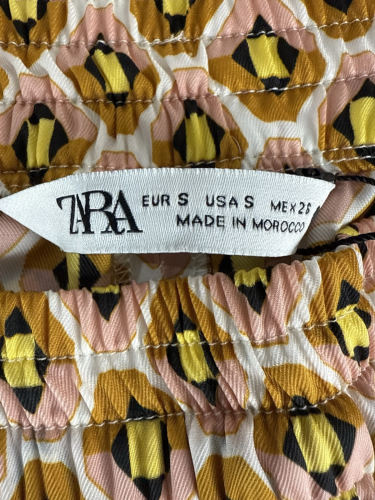 ZARA
EUR S USA S MEX 26
MADE IN MOROCCO